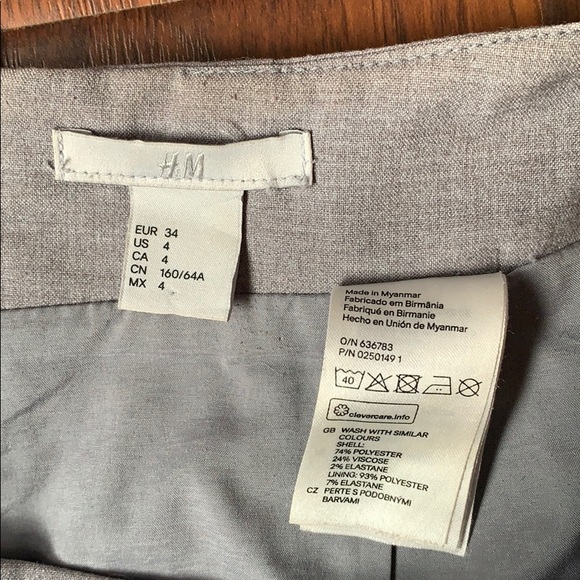 H&M
EUR 34
US 4
CA 4
CN 160/64A
MX 4
Made in Myanmar
Fabricado em Birmânia
Fabriqué en Birmanie
Hecho en Unión de Myanmar
O/N 636783
P/N 0250149 1
40
clevercare.info
GB WASH WITH SIMILAR
COLOURS
SHELL:
74% POLYESTER
24% VISCOSE
2% ELASTANE
LINING: 93% POLYESTER
7% ELASTANE
CZ PERTE S PODOBNÝMI
BARVAMI